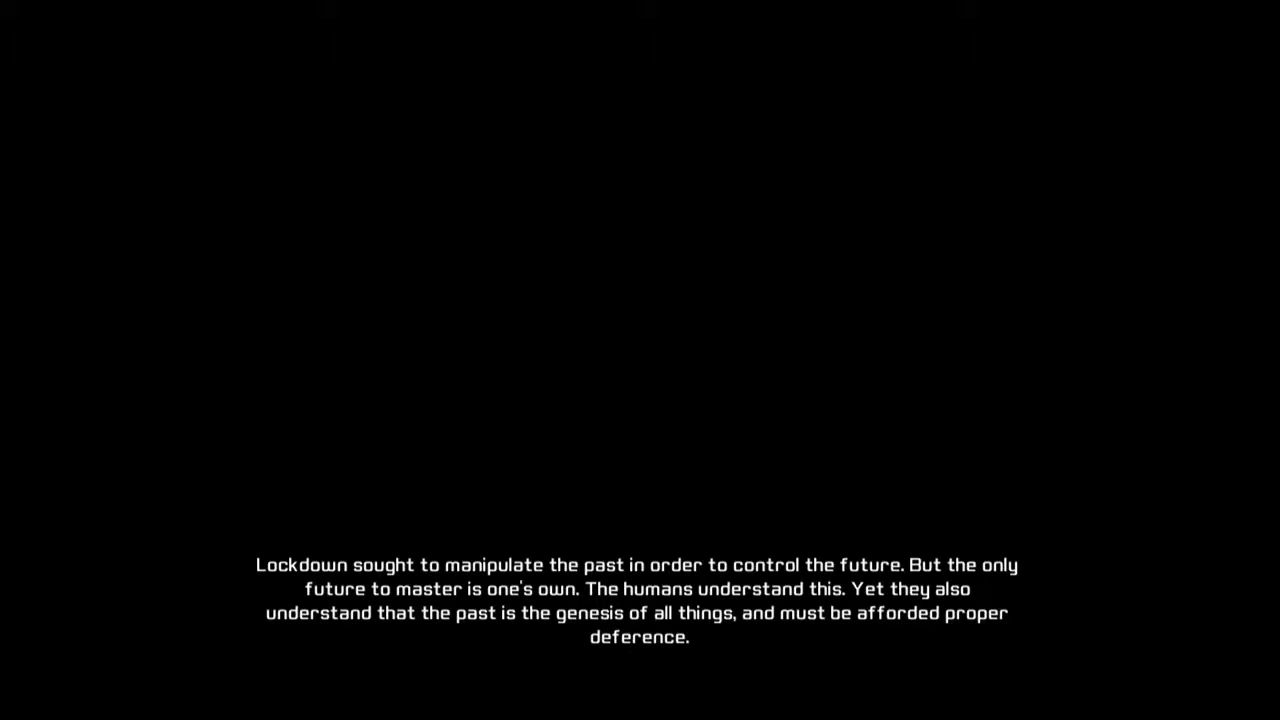 Lockdown sought to manipulate the past in order to control the future. But the only
future to master is one's own. The humans understand this. Yet they also
understand that the past is the genesis of all things, and must be afforded proper
deference.